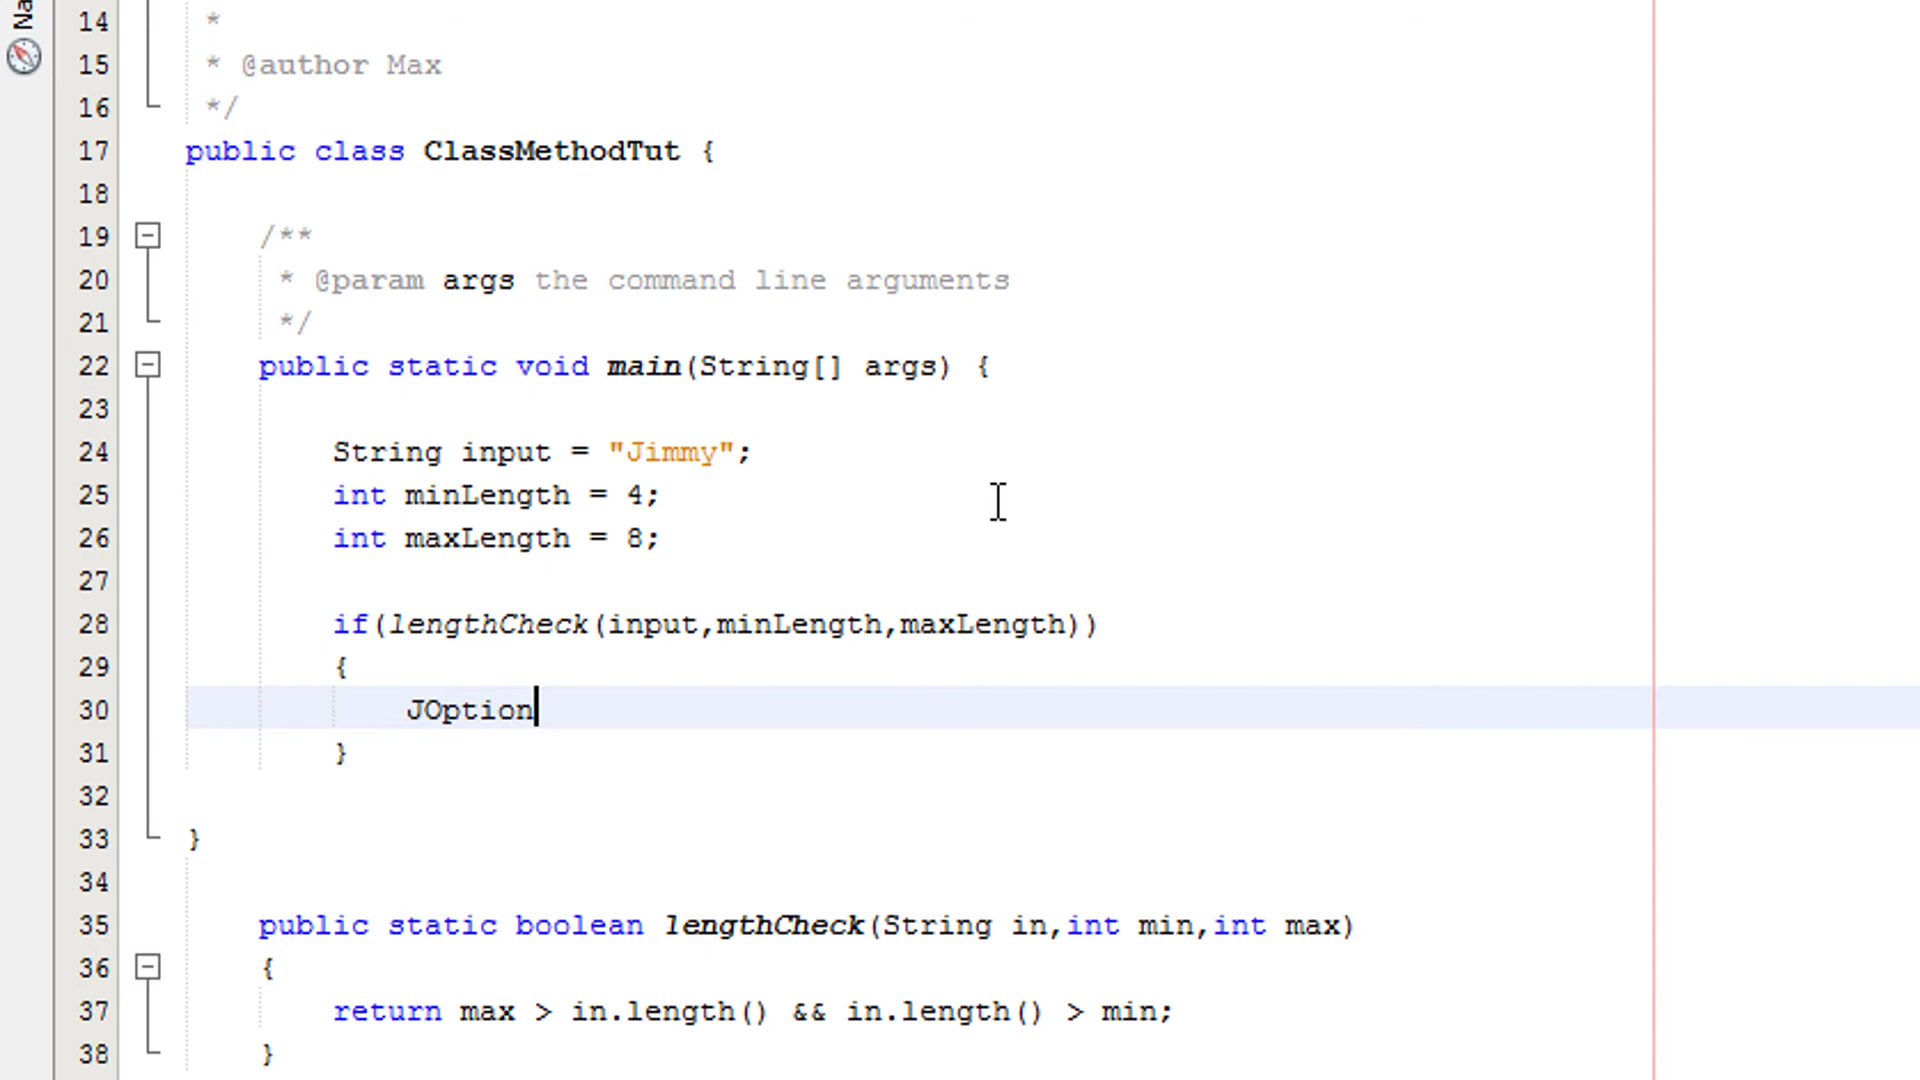 Na
14 *
15 * @author Max
16 */
17 public class ClassMethodTut {
18
19 /**
20 * @param args the command line arguments
21 */
22 public static void main(String[] args) {
23
24 String input = "Jimmy";
25 int minLength = 4;
26 int maxLength = 8;
27
28 if(lengthCheck(input,minLength,maxLength))
29 {
30 JOption
31 }
32
33 }
34
35 public static boolean lengthCheck(String in,int min,int max)
36 {
37 return max > in.length() && in.length() > min;
38 }